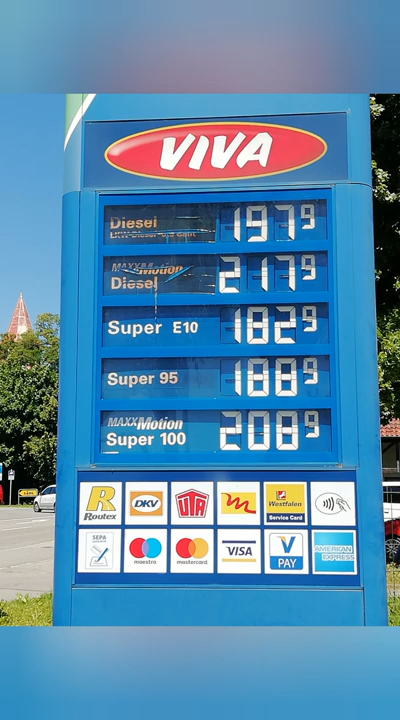 VIVA
Diesel
197⁹
MAXXMotion
Diesel
217⁹
Super E10
182⁹
Super 95
188⁹
MAXXMotion
Super 100
208⁹
R
Routex
DKV
UTA
Westfalen
Service Card
SEPA
maestro
mastercard
VISA
V
PAY
AMERICAN
EXPRESS